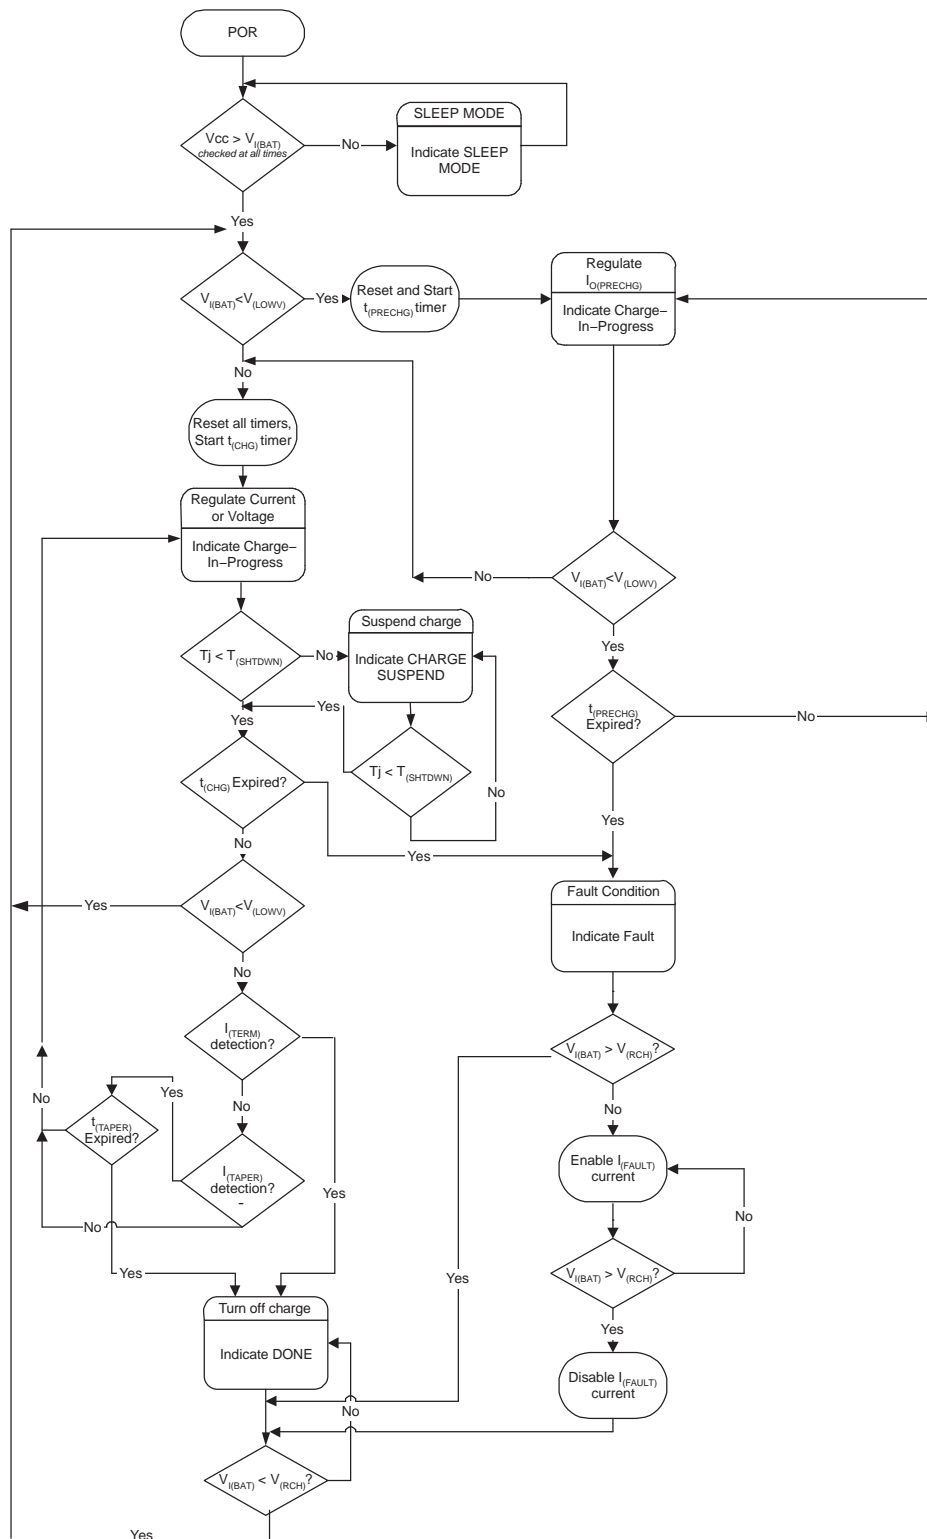 POR
SLEEP MODE
Vcc > VI(BAT)
checked at all times
No
Indicate SLEEP
MODE
Yes
Regulate
IO(PRECHG)
VI(BAT)<V(LOWV)
Yes
Reset and Start
t(PRECHG) timer
Indicate Charge–
In–Progress
No
Reset all timers,
Start t(CHG) timer
Regulate Current
or Voltage
Indicate Charge–
In–Progress
No
VI(BAT)<V(LOWV)
Suspend charge
Yes
Tj < T(SHTDWN)
No
Indicate CHARGE
SUSPEND
Yes
Yes
t(PRECHG)
Expired?
No
t(CHG) Expired?
Tj < T(SHTDWN)
No
Yes
No
Yes
Fault Condition
Yes
VI(BAT)<V(LOWV)
Indicate Fault
No
I(TERM)
detection?
VI(BAT) > V(RCH)?
Yes
No
No
No
t(TAPER)
Expired?
Enable I(FAULT)
current
I(TAPER)
detection?
-
Yes
No
No
Yes
Yes
VI(BAT) > V(RCH)?
Turn off charge
Yes
Indicate DONE
Disable I(FAULT)
current
No
VI(BAT) < V(RCH)?
Yes